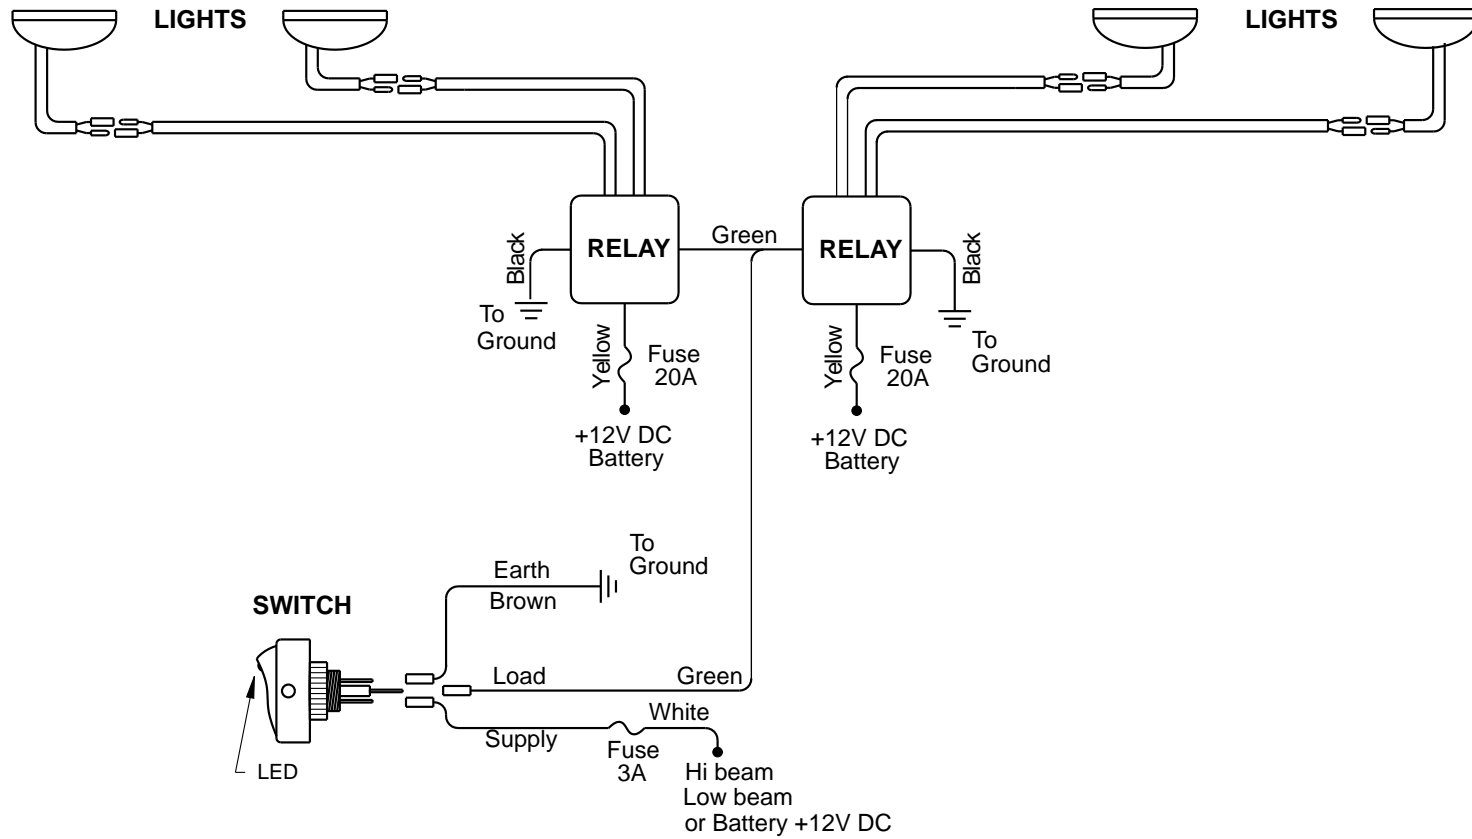 LIGHTS
LIGHTS
Black
RELAY
Green
RELAY
Black
To
Ground
Yellow
Fuse
20A
+12V DC
Battery
Yellow
Fuse
20A
+12V DC
Battery
To
Ground
Earth
Brown
To
Ground
SWITCH
Load
Green
White
Supply
Fuse
3A
LED
Hi beam
Low beam
or Battery +12V DC